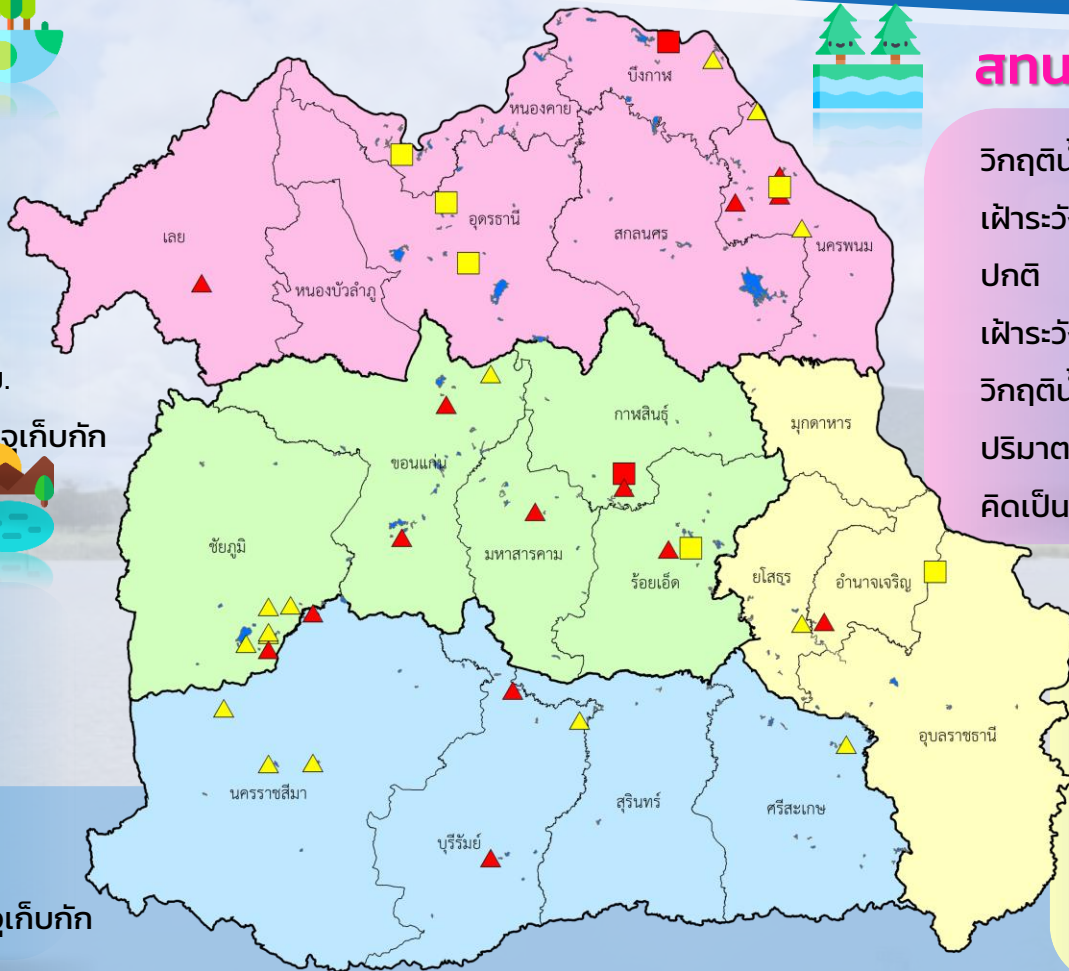 สทน
วิกฤติน้
เฝ้าระวัง
ปกติ
เฝ้าระวัง
วิกฤติน้
ปริมาตร
คิดเป็น
ม.
จุเก็บกัก
จุเก็บกัก
บึงกาฬ
หนองคาย
เลย
อุดรธานี
สกลนคร
นครพนม
หนองบัวลำภู
กาฬสินธุ์
มุกดาหาร
ขอนแก่น
ชัยภูมิ
มหาสารคาม
ร้อยเอ็ด
ยโสธร
อำนาจเจริญ
อุบลราชธานี
นครราชสีมา
บุรีรัมย์
สุรินทร์
ศรีสะเกษ